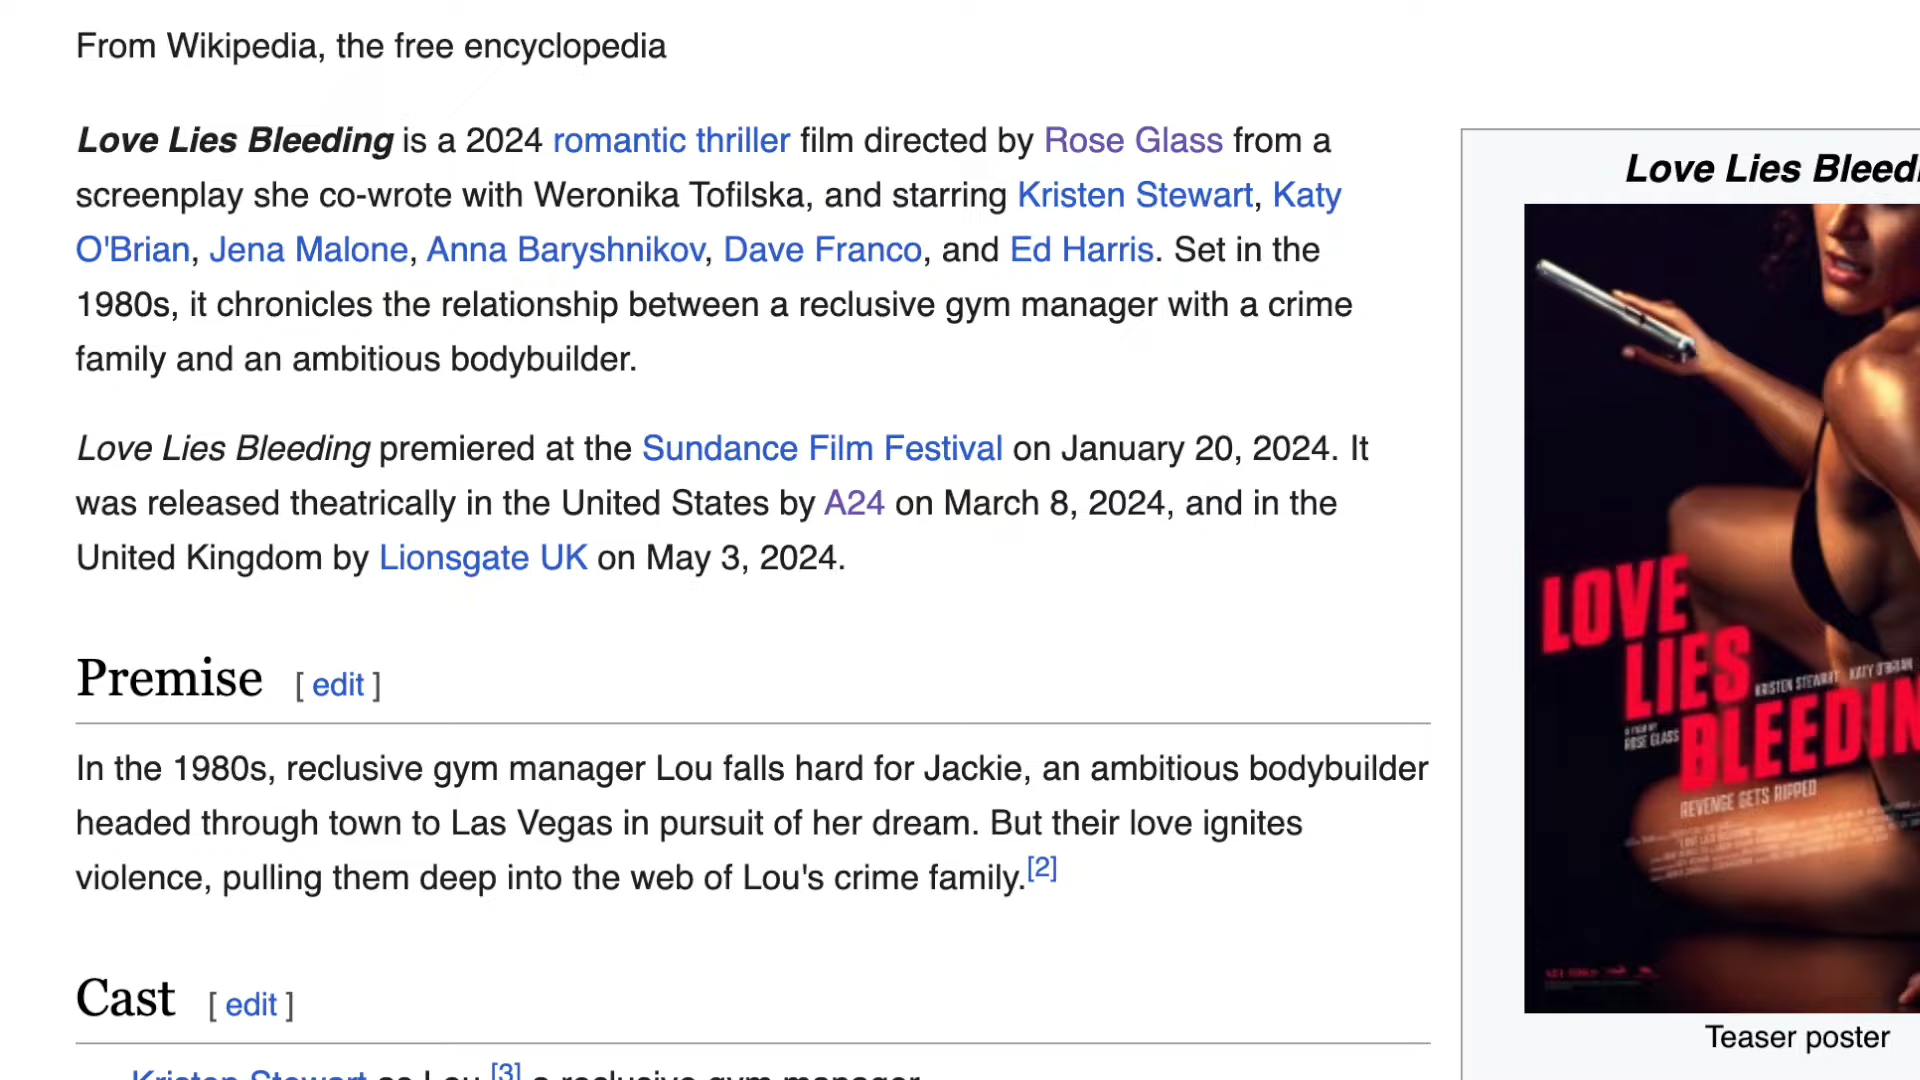 From Wikipedia, the free encyclopedia
Love Lies Bleeding is a 2024 romantic thriller film directed by Rose Glass from a
screenplay she co-wrote with Weronika Tofilska, and starring Kristen Stewart, Katy
O'Brian, Jena Malone, Anna Baryshnikov, Dave Franco, and Ed Harris. Set in the
1980s, it chronicles the relationship between a reclusive gym manager with a crime
family and an ambitious bodybuilder.
Love Lies Bleeding premiered at the Sundance Film Festival on January 20, 2024. It
was released theatrically in the United States by A24 on March 8, 2024, and in the
United Kingdom by Lionsgate UK on May 3, 2024.
Premise [ edit ]
In the 1980s, reclusive gym manager Lou falls hard for Jackie, an ambitious bodybuilder
headed through town to Las Vegas in pursuit of her dream. But their love ignites
violence, pulling them deep into the web of Lou's crime family.[2]
Cast [ edit ]
Kristen Stewart as Lou,[3] a reclusive gym manager
Love Lies Bleedi
LOVE
LIES
KRISTEN STEWART KATY O'BRIAN
A FILM BY
ROSE GLASS
BLEEDIN
REVENGE GETS RIPPED
Teaser poster